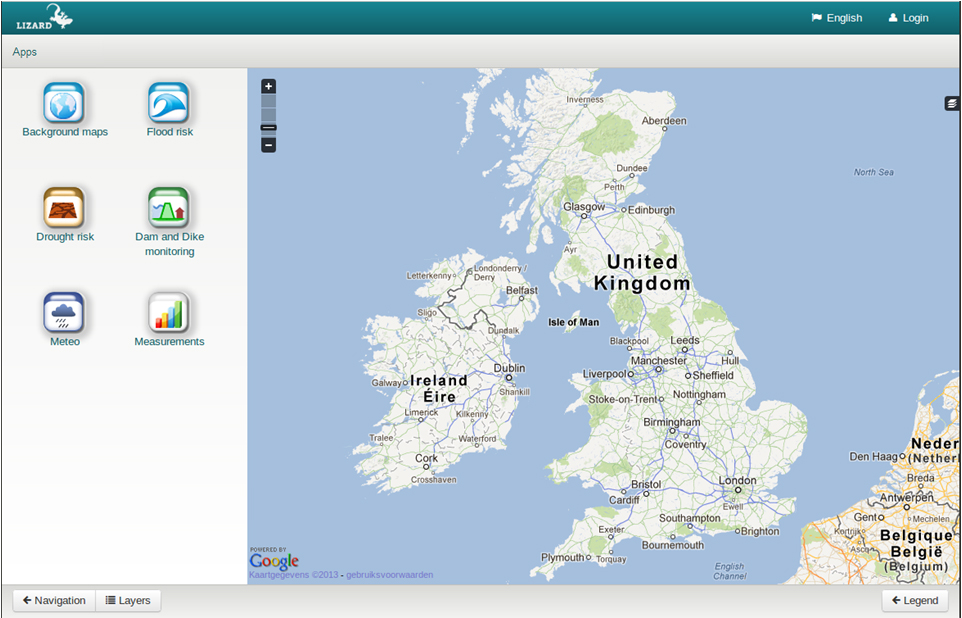 LIZARD
English
Login
Apps
Background maps
Flood risk
Drought risk
Dam and Dike
monitoring
Meteo
Measurements
Inverness
Aberdeen
North Sea
Dundee
Perth
Glasgow
Edinburgh
Ayr
United
Kingdom
Londonderry /
Derry
Letterkenny
Belfast
Sligo
Isle of Man
Dundalk
Blackpool
Leeds
Hull
Manchester
Dublin
Liverpool
Sheffield
Galway
Ireland
Éire
Shankill
Nottingham
Stoke-on-Trent
Limerick
Kilkenny
Birmingham
Tralee
Waterford
Coventry
Neder
(Netherl
Den Haag
Cork
Crosshaven
Breda
London
Bristol
Cardiff
Antwerpen
Ewell
Gent
Mechelen
Southampton
Exeter
Brighton
Kortrijk
Belgique
België
(Belgium)
Bournemouth
Asco
Plymouth
Torquay
English
Channel
POWERED BY
Google
Kaartgegevens ©2013 - gebruiksvoorwaarden
Navigation
Layers
Legend